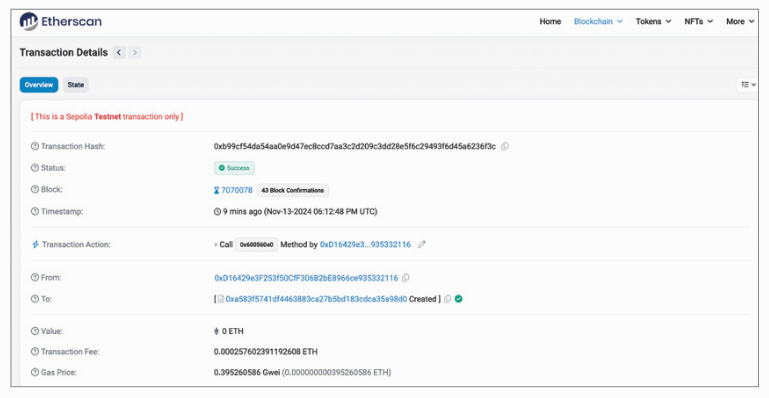 Etherscan
Home Blockchain Tokens NFTs More
Transaction Details
Overview State
[ This is a Sepolia Testnet transaction only ]
Transaction Hash: 0xb99cf54da54aa0e9d47ec8ccd7aa3c2d209c3dd28e5f6c29493f6d45a6236f3c
Status: Success
Block: 7070078 43 Block Confirmations
Timestamp: 9 mins ago (Nov-13-2024 06:12:48 PM UTC)
Transaction Action: Call 0x600560e0 Method by 0xD16429e3...935332116
From: 0xD16429e3F253f50CfF306B2bE8966ce935332116
To: [ 0xa583f5741df4463883ca27b5bd183cdca35a98d0 Created ]
Value: 0 ETH
Transaction Fee: 0.000257602391192608 ETH
Gas Price: 0.395260586 Gwei (0.000000000395260586 ETH)